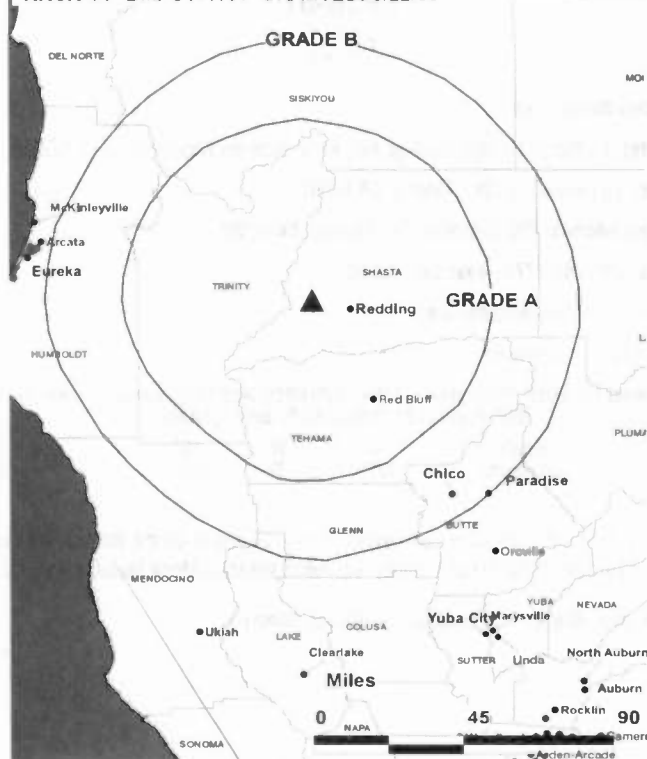 GRADE B
DEL NORTE
SISKIYOU
McKinleyville
Arcata
Eureka
TRINITY
SHASTA
Redding
GRADE A
HUMBOLDT
Red Bluff
TEHAMA
PLUMA
Chico
Paradise
GLENN
BUTTE
Oroville
MENDOCINO
YUBA
NEVADA
Yuba City
Marysville
Ukiah
LAKE
COLUSA
Clearlake
SUTTER
Linda
North Auburn
Miles
Auburn
Rocklin
0 45 90
NAPA
SONOMA
Arden-Arcade